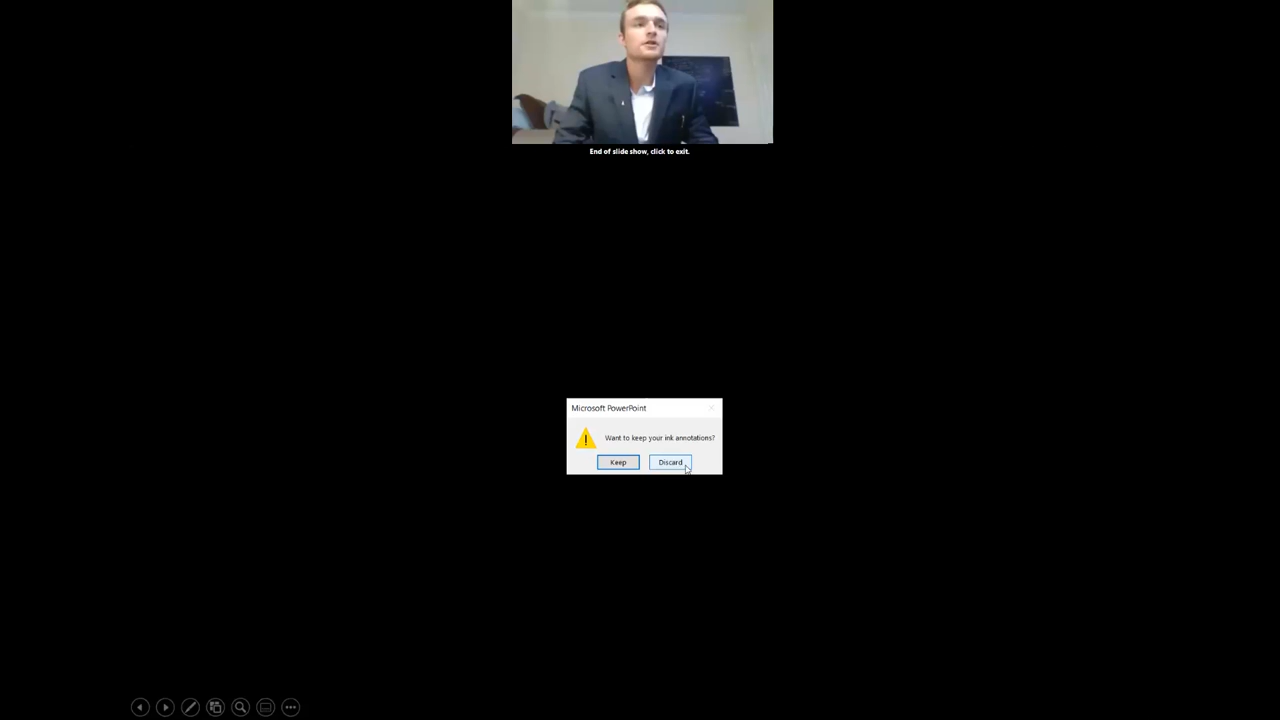 End of slide show, click to exit.
Microsoft PowerPoint
Want to keep your ink annotations?
Keep
Discard